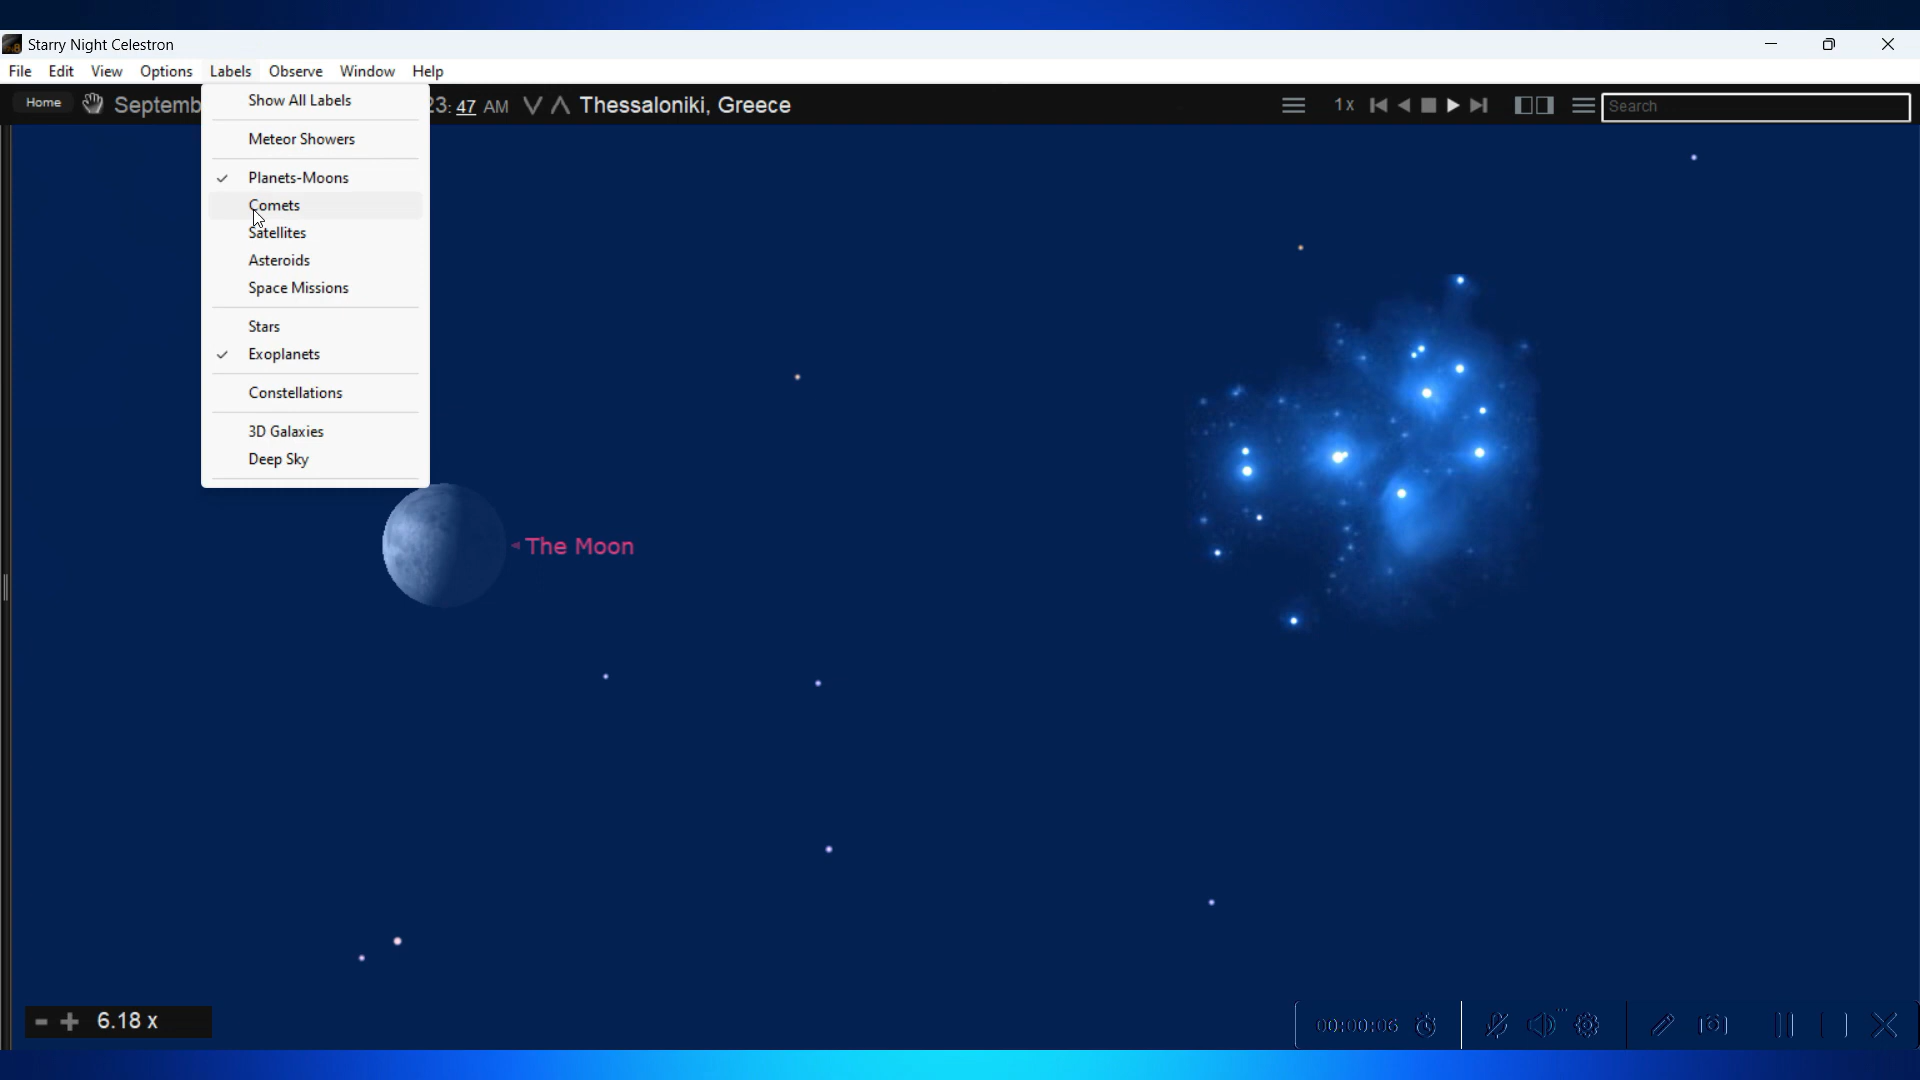 Starry Night Celestron
File Edit View Options Labels Observe Window Help
Home Septemb 23: 47 AM Thessaloniki, Greece 1x Search
Show All Labels
Meteor Showers
Planets-Moons
Comets
Satellites
Asteroids
Space Missions
Stars
Exoplanets
Constellations
3D Galaxies
Deep Sky
The Moon
6.18 x
00:00:06